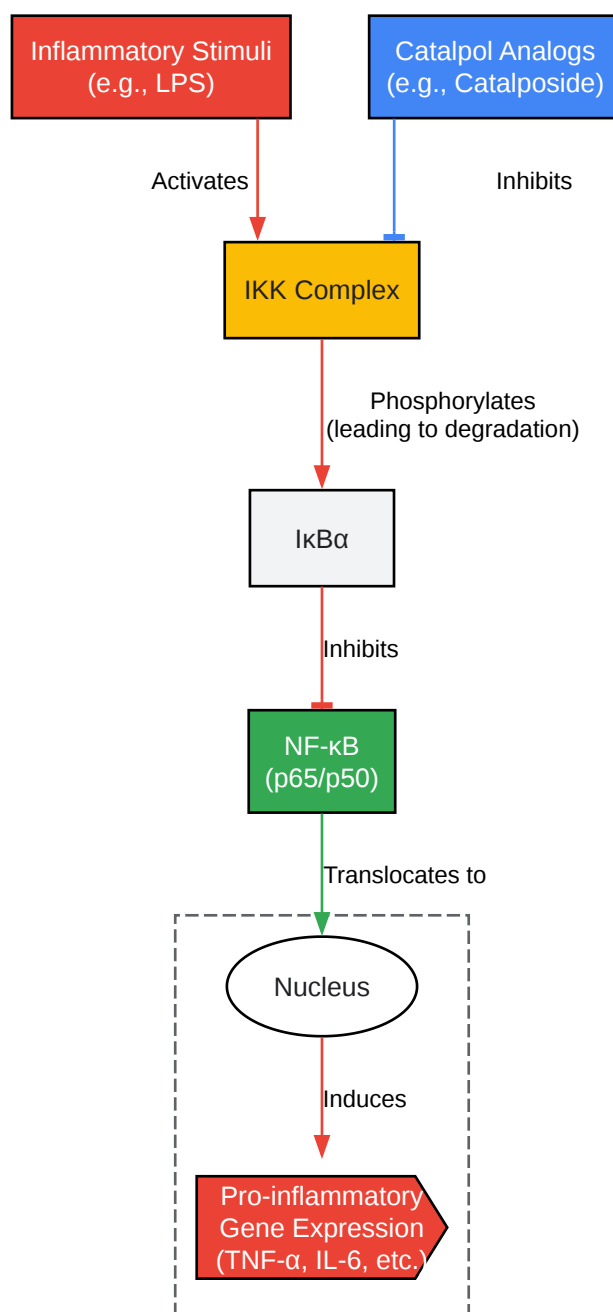 Inflammatory Stimuli
(e.g., LPS)
Catalpol Analogs
(e.g., Catalposide)
Activates
Inhibits
IKK Complex
Phosphorylates
(leading to degradation)
IκBα
Inhibits
NF-κB
(p65/p50)
Translocates to
Nucleus
Induces
Pro-inflammatory
Gene Expression
(TNF-α, IL-6, etc.)